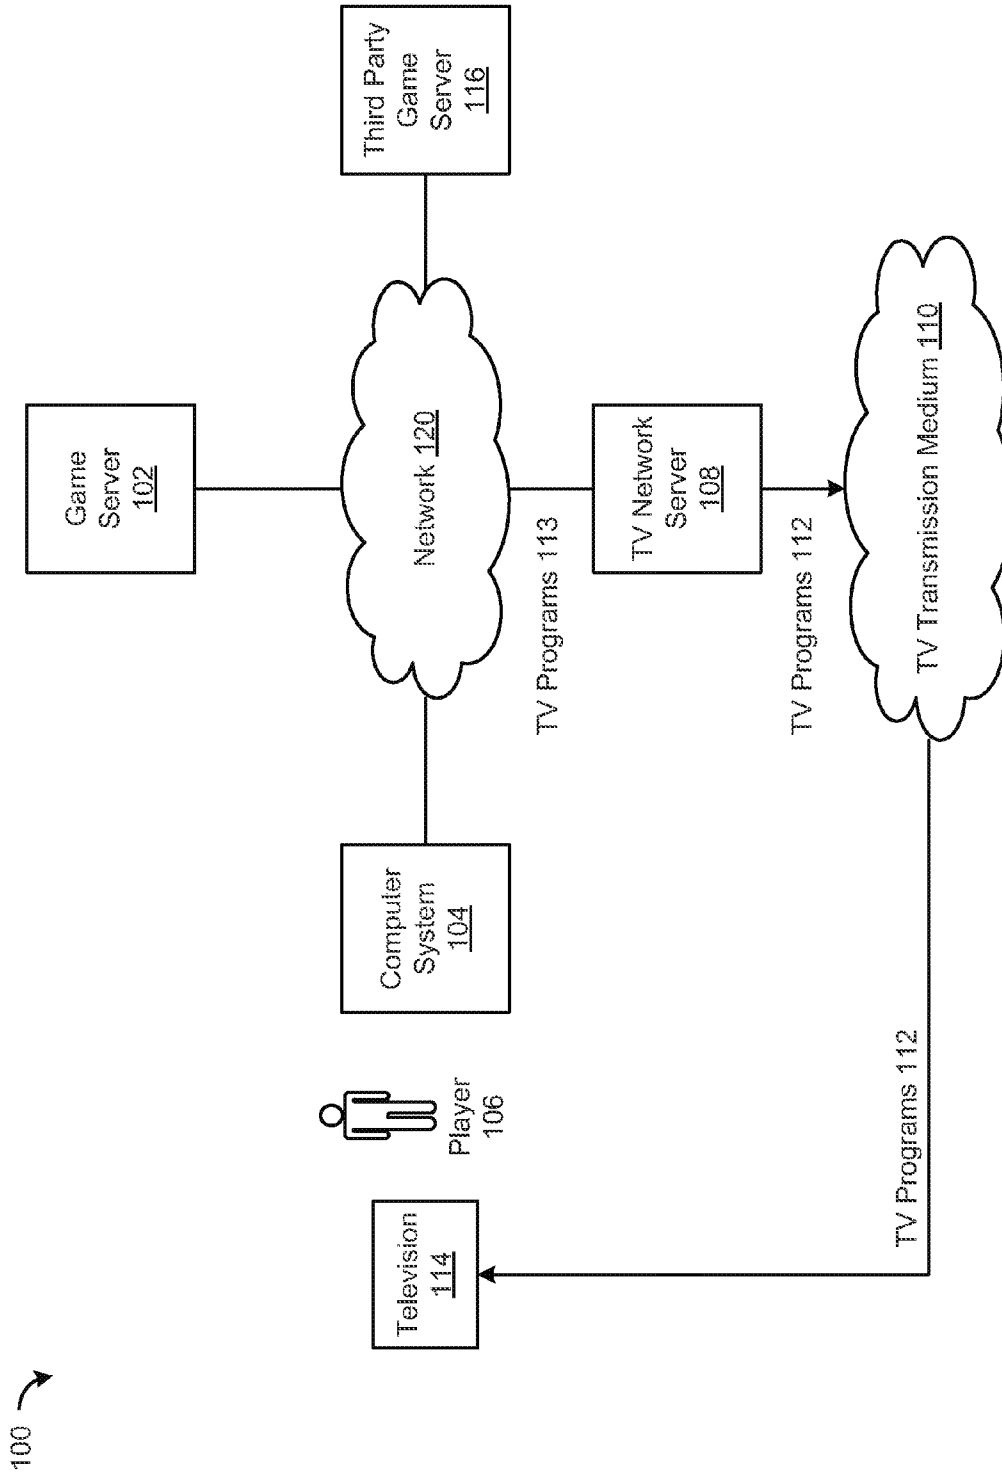 100
Game
Server
102
Television
114
Player
106
Computer
System
104
Network 120
Third Party
Game
Server
116
TV Programs 113
TV Network
Server
108
TV Programs 112
TV Programs 112
TV Transmission Medium 110